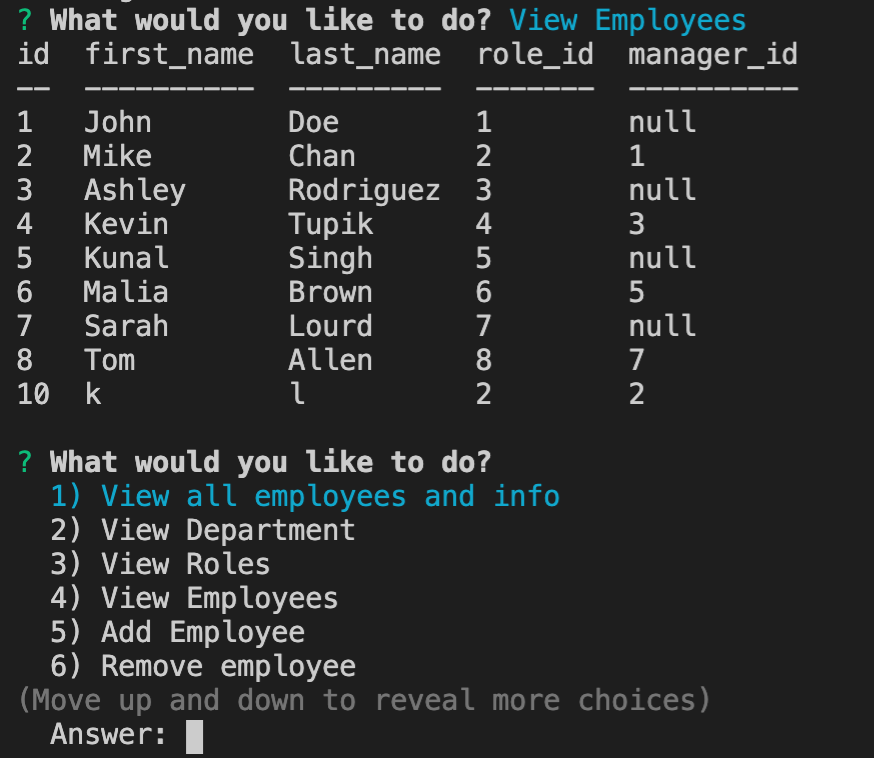 ? What would you like to do? View Employees
id  first_name  last_name  role_id  manager_id
--  ----------  ---------  -------  ----------
1   John        Doe        1        null
2   Mike        Chan       2        1
3   Ashley      Rodriguez  3        null
4   Kevin       Tupik      4        3
5   Kunal       Singh      5        null
6   Malia       Brown      6        5
7   Sarah       Lourd      7        null
8   Tom         Allen      8        7
10  k           l          2        2
? What would you like to do?
1) View all employees and info
2) View Department
3) View Roles
4) View Employees
5) Add Employee
6) Remove employee
(Move up and down to reveal more choices)
Answer: